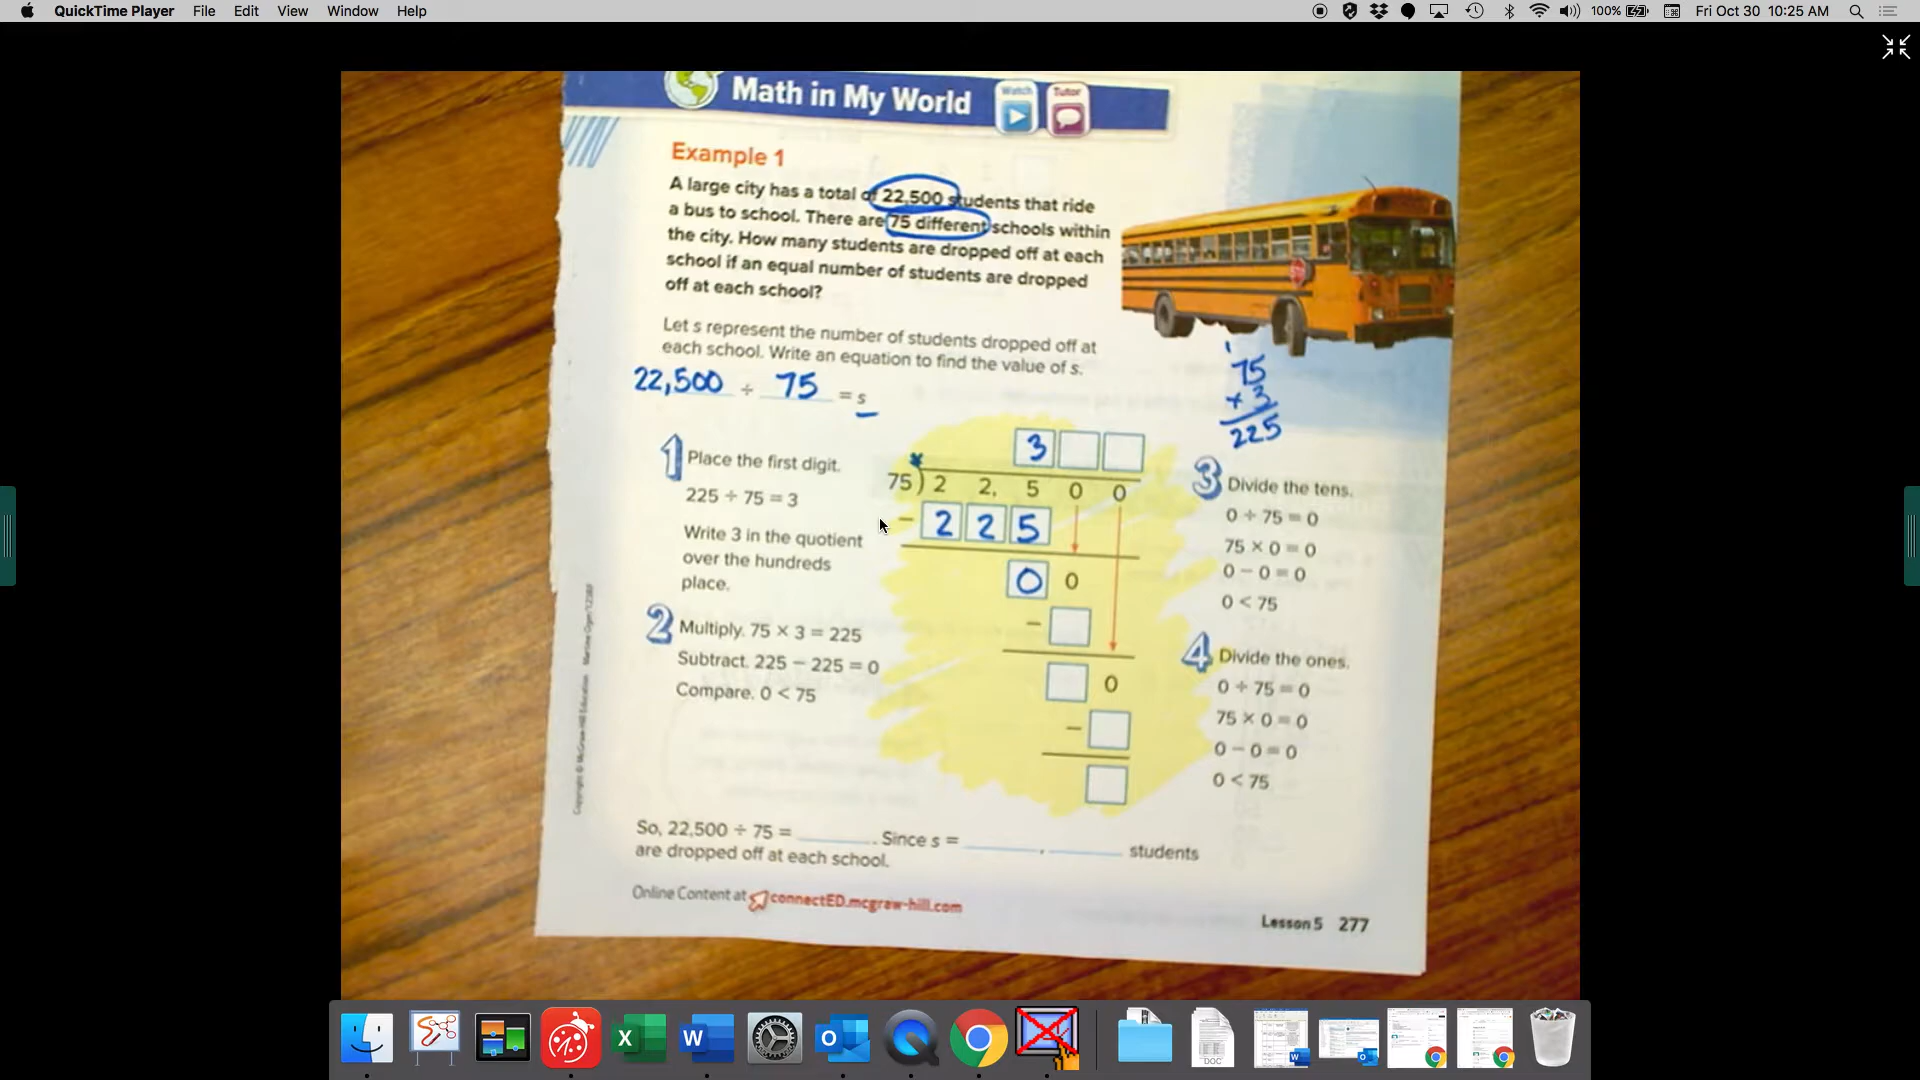 QuickTime Player File Edit View Window Help
100% Fri Oct 30 10:25 AM
Math in My World
Watch Tutor
Example 1
A large city has a total of 22,500 students that ride
a bus to school. There are 75 different schools within
the city. How many students are dropped off at each
school if an equal number of students are dropped
off at each school?
Let s represent the number of students dropped off at
each school. Write an equation to find the value of s.
22,500 ÷ 75 = s
1
75
× 3
225
1 Place the first digit.
225 ÷ 75 = 3
Write 3 in the quotient
over the hundreds
place.
2 Multiply. 75 × 3 = 225
Subtract. 225 − 225 = 0
Compare. 0 < 75
3
75 ) 2 2, 5 0 0
− 2 2 5
0 0
−
0
−
3 Divide the tens.
0 ÷ 75 = 0
75 × 0 = 0
0 − 0 = 0
0 < 75
4 Divide the ones.
0 ÷ 75 = 0
75 × 0 = 0
0 − 0 = 0
0 < 75
So, 22,500 ÷ 75 = ______. Since s = ______, ______ students
are dropped off at each school.
Online Content at connectED.mcgraw-hill.com
Lesson 5 277
Copyright © McGraw-Hill Education
X W O
DOC